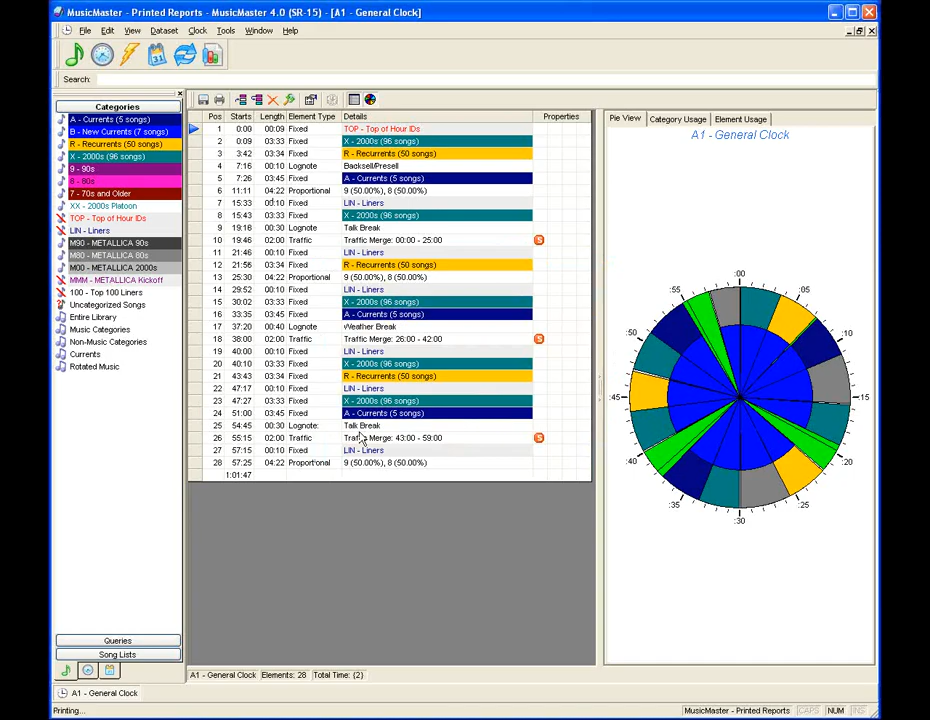 MusicMaster - Printed Reports - MusicMaster 4.0 (SR-15) - [A1 - General Clock]
File Edit View Dataset Clock Tools Window Help
Search:
Categories
A - Currents (5 songs)
B - New Currents (7 songs)
R - Recurrents (50 songs)
X - 2000s (96 songs)
9 - 90s
8 - 80s
7 - 70s and Older
XX - 2000s Platoon
TOP - Top of Hour IDs
LIN - Liners
M90 - METALLICA 90s
M80 - METALLICA 80s
M00 - METALLICA 2000s
MMM - METALLICA Kickoff
100 - Top 100 Liners
Uncategorized Songs
Entire Library
Music Categories
Non-Music Categories
Currents
Rotated Music
Queries
Song Lists
Pos Starts Length Element Type Details Properties
1 0:00 00:09 Fixed TOP - Top of Hour IDs
2 0:09 03:33 Fixed X - 2000s (96 songs)
3 3:42 03:34 Fixed R - Recurrents (50 songs)
4 7:16 00:10 Lognote Backsell/Presell
5 7:26 03:45 Fixed A - Currents (5 songs)
6 11:11 04:22 Proportional 9 (50.00%), 8 (50.00%)
7 15:33 00:10 Fixed LIN - Liners
8 15:43 03:33 Fixed X - 2000s (96 songs)
9 19:16 00:30 Lognote Talk Break
10 19:46 02:00 Traffic Traffic Merge: 00:00 - 25:00
11 21:46 00:10 Fixed LIN - Liners
12 21:56 03:34 Fixed R - Recurrents (50 songs)
13 25:30 04:22 Proportional 9 (50.00%), 8 (50.00%)
14 29:52 00:10 Fixed LIN - Liners
15 30:02 03:33 Fixed X - 2000s (96 songs)
16 33:35 03:45 Fixed A - Currents (5 songs)
17 37:20 00:40 Lognote Weather Break
18 38:00 02:00 Traffic Traffic Merge: 26:00 - 42:00
19 40:00 00:10 Fixed LIN - Liners
20 40:10 03:33 Fixed X - 2000s (96 songs)
21 43:43 03:34 Fixed R - Recurrents (50 songs)
22 47:17 00:10 Fixed LIN - Liners
23 47:27 03:33 Fixed X - 2000s (96 songs)
24 51:00 03:45 Fixed A - Currents (5 songs)
25 54:45 00:30 Lognote Talk Break
26 55:15 02:00 Traffic Traffic Merge: 43:00 - 59:00
27 57:15 00:10 Fixed LIN - Liners
28 57:25 04:22 Proportional 9 (50.00%), 8 (50.00%)
1:01:47
Pie View Category Usage Element Usage
A1 - General Clock
:00
:05
:10
:15
:20
:25
:30
:35
:40
:45
:50
:55
A1 - General Clock Elements: 28 Total Time: {2}
A1 - General Clock
Printing... MusicMaster - Printed Reports CAPS NUM INS